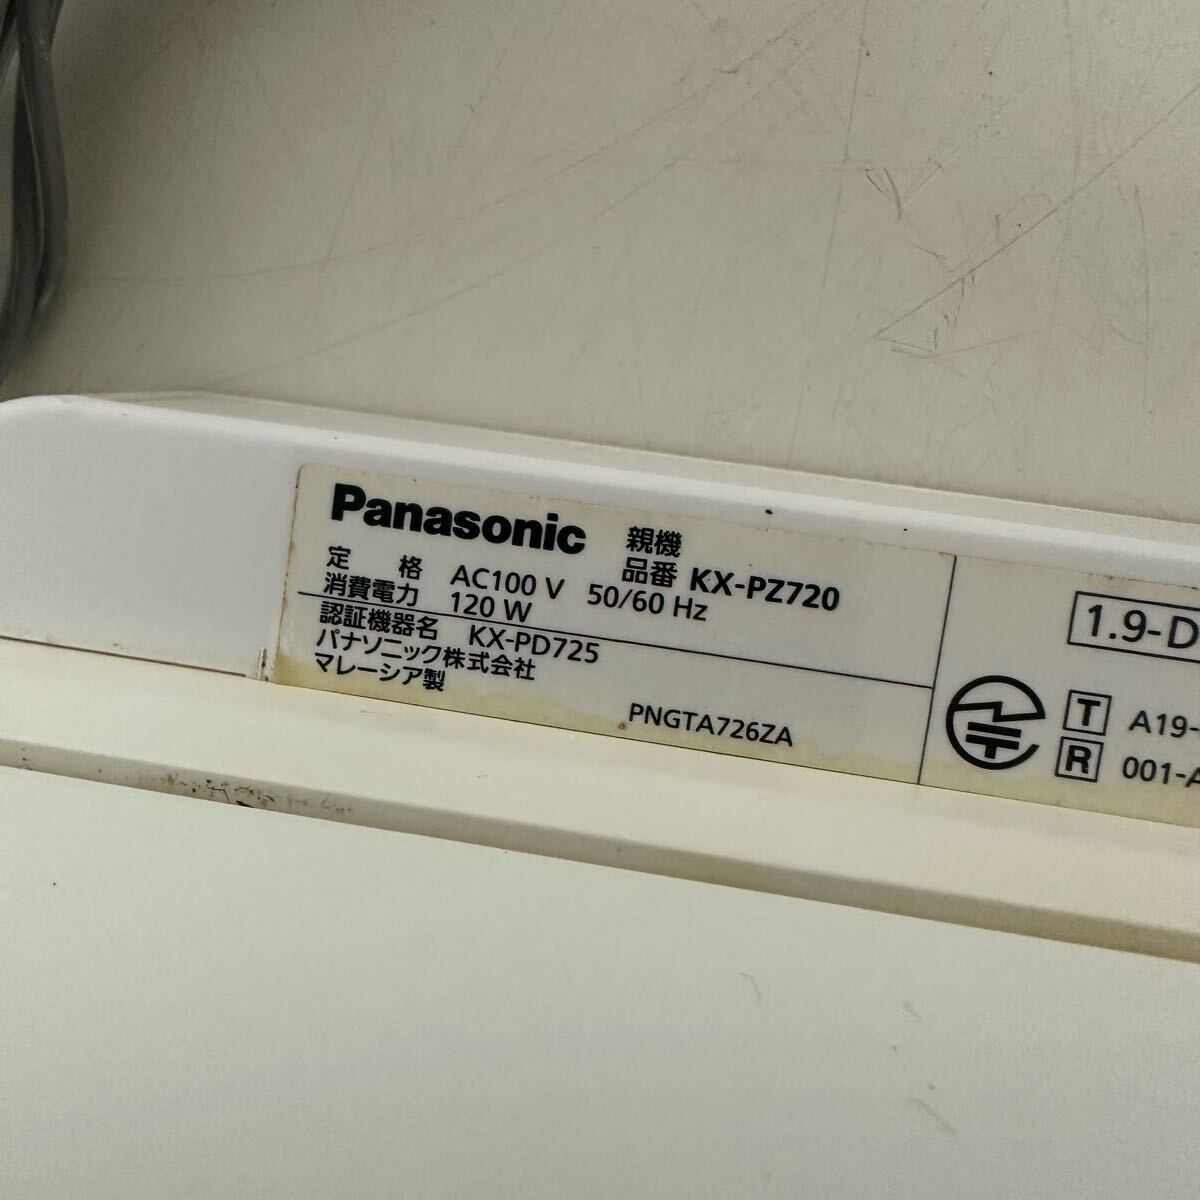 Panasonic 親機
品番 KX-PZ720
定 格 AC100 V 50/60 Hz
消費電力 120 W
認証機器名 KX-PD725
パナソニック株式会社
マレーシア製
PNGTA726ZA
1.9-D
T A19-
R 001-A